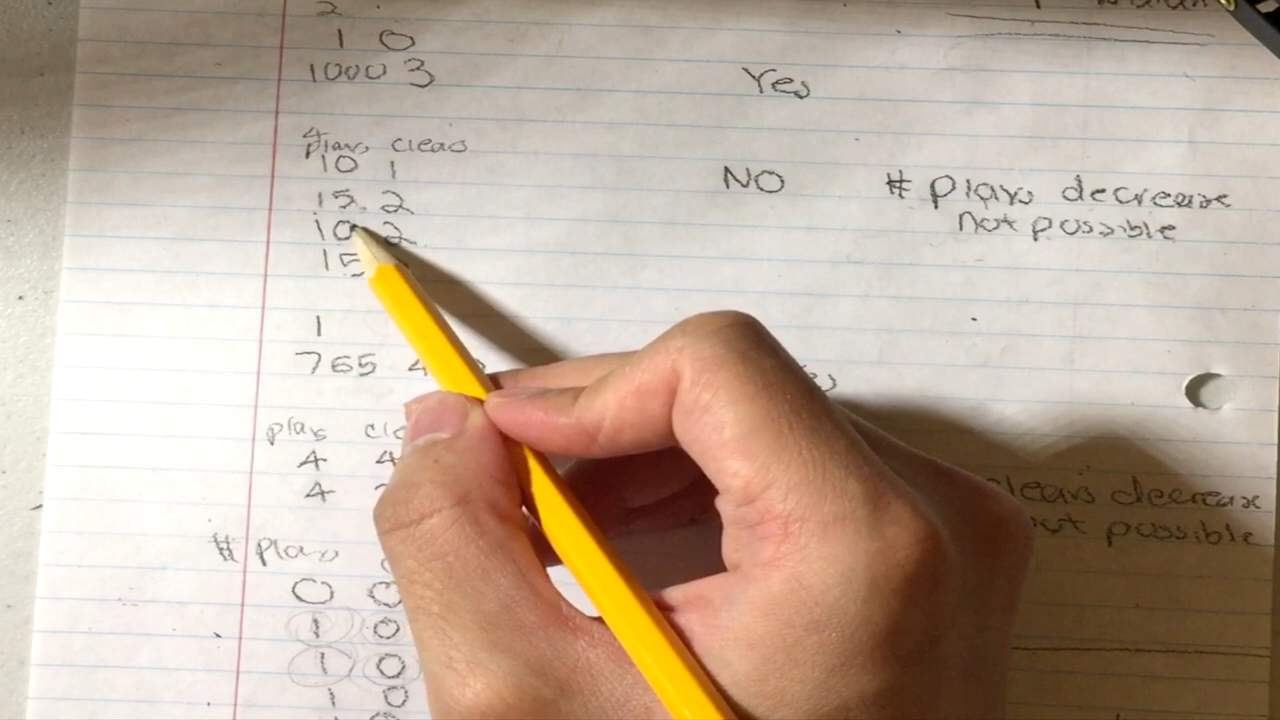 2
1 0
1000 3
Yes
plays clears
10 1
15 2
NO # plays decrease
not possible
10 2
15
1
765 4
plays
4 4
4
clears decrease
not possible
# plays
0 0
1 0
1 0
1 0